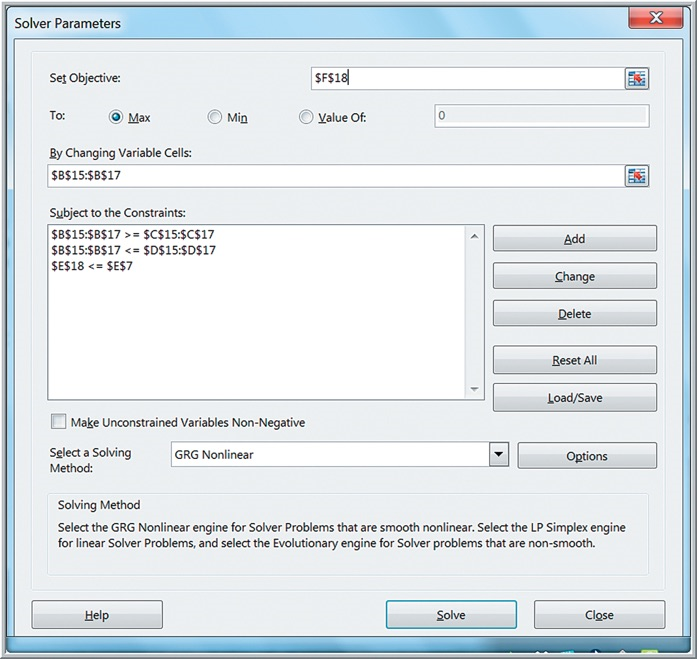 Solver Parameters
Set Objective:
$F$18
To:
Max
Min
Value Of:
0
By Changing Variable Cells:
$B$15:$B$17
Subject to the Constraints:
$B$15:$B$17 >= $C$15:$C$17
$B$15:$B$17 <= $D$15:$D$17
$E$18 <= $E$7
Add
Change
Delete
Reset All
Load/Save
Make Unconstrained Variables Non-Negative
Select a Solving
Method:
GRG Nonlinear
Options
Solving Method
Select the GRG Nonlinear engine for Solver Problems that are smooth nonlinear. Select the LP Simplex engine
for linear Solver Problems, and select the Evolutionary engine for Solver problems that are non-smooth.
Help
Solve
Close